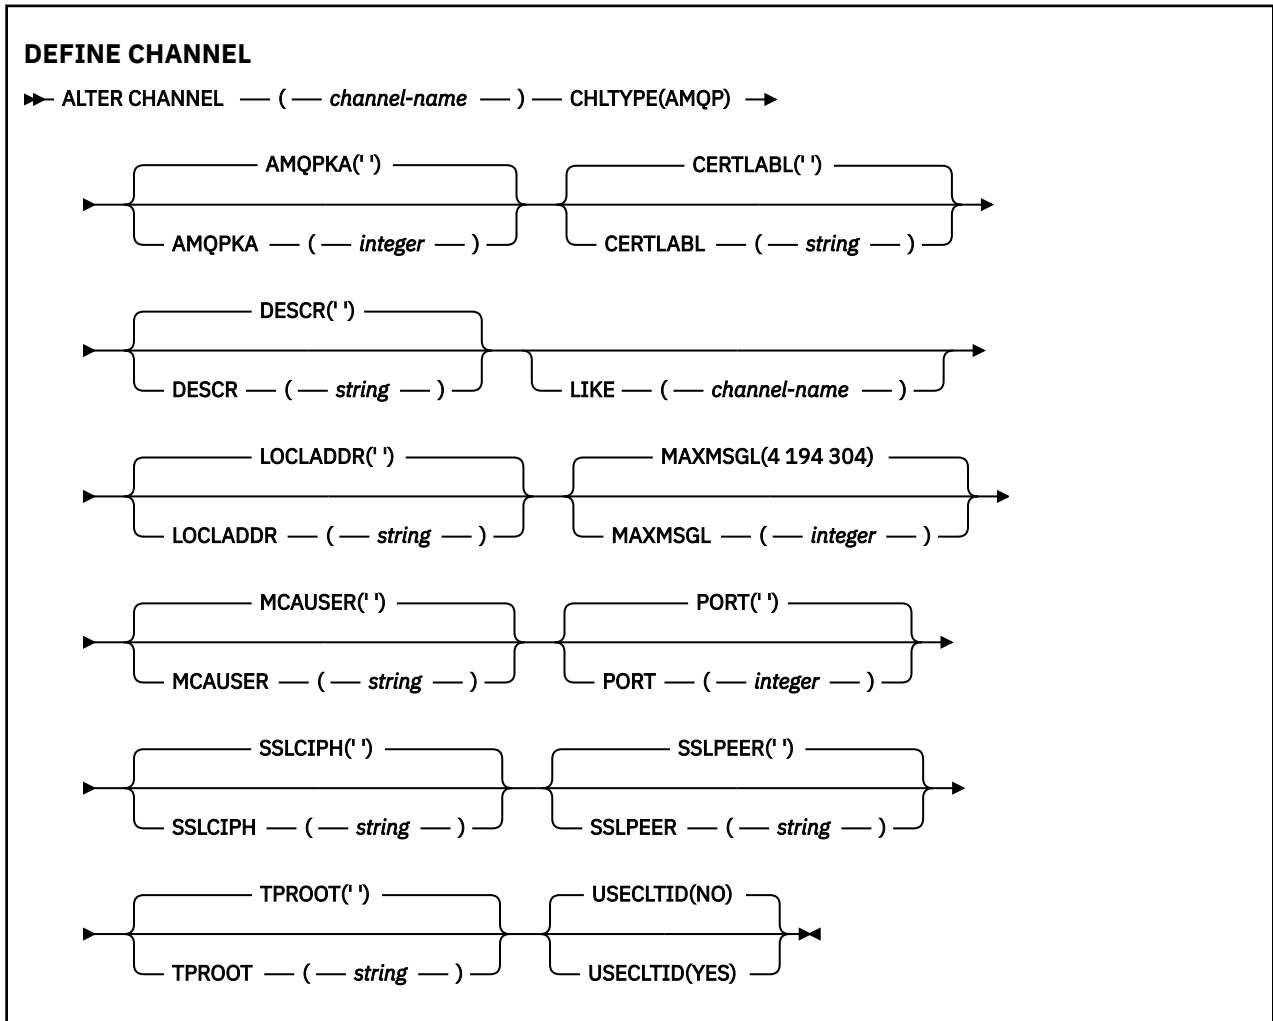 DEFINE CHANNEL
ALTER CHANNEL ( channel-name ) CHLTYPE(AMQP)
AMQPKA(' ') CERTLABL(' ')
AMQPKA ( integer ) CERTLABL ( string )
DESCR(' ')
DESCR ( string ) LIKE ( channel-name )
LOCLADDR(' ') MAXMSGL(4 194 304)
LOCLADDR ( string ) MAXMSGL ( integer )
MCAUSER(' ') PORT(' ')
MCAUSER ( string ) PORT ( integer )
SSLCIPH(' ') SSLPEER(' ')
SSLCIPH ( string ) SSLPEER ( string )
TPROOT(' ') USECLTID(NO)
TPROOT ( string ) USECLTID(YES)